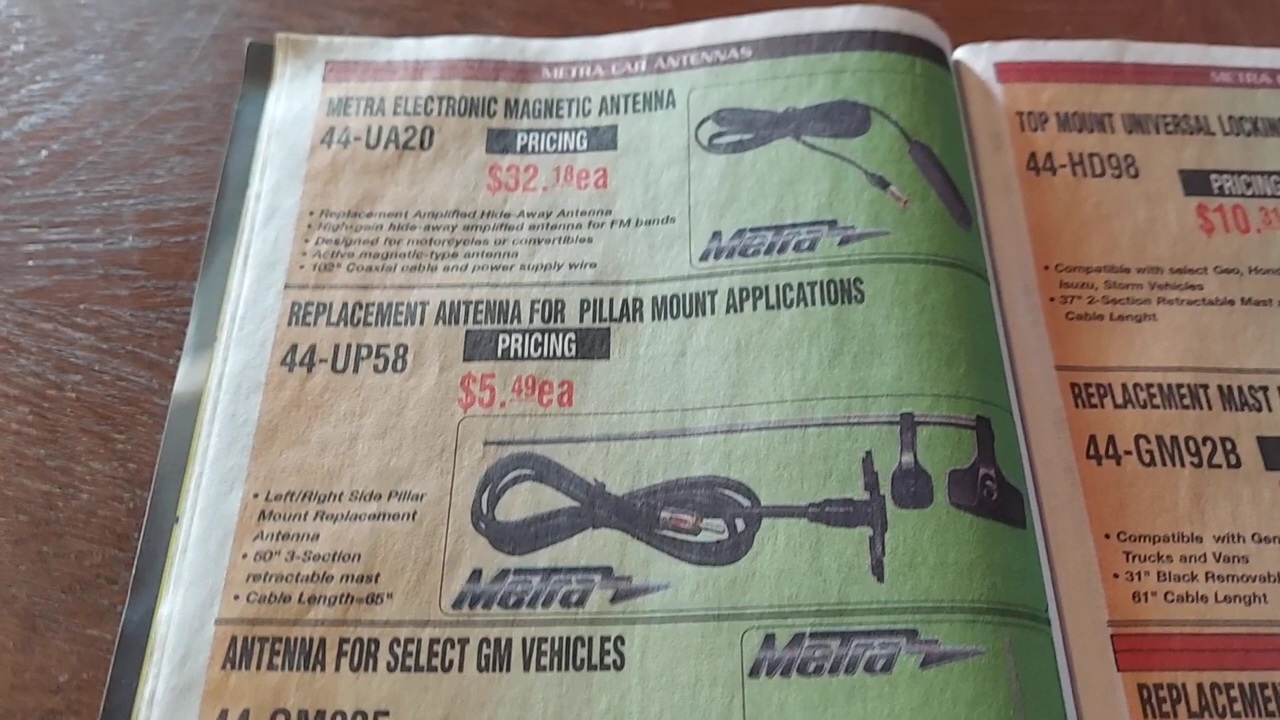 METRA CAR ANTENNAS
METRA ELECTRONIC MAGNETIC ANTENNA
44-UA20
PRICING
$32.18ea
• Replacement Amplified Hide-Away Antenna
• High-gain hide-away amplified antenna for FM bands
• Designed for motorcycles or convertibles
• Active magnetic-type antenna
• 102" Coaxial cable and power supply wire
Metra
REPLACEMENT ANTENNA FOR PILLAR MOUNT APPLICATIONS
44-UP58
PRICING
$5.49ea
• Left/Right Side Pillar
Mount Replacement
Antenna
• 50" 3-Section
retractable mast
• Cable Length=65"
Metra
ANTENNA FOR SELECT GM VEHICLES
Metra
METRA
TOP MOUNT UNIVERSAL
44-HD98
PRICING
$10.
• Compatible with select Geo,
Isuzu, Storm Vehicles
• 37" 2-Section Retractable Mast
Cable Lenght
REPLACEMENT MAST
44-GM92B
• Compatible with
Trucks and Vans
• 31" Black
61" Cable Lenght